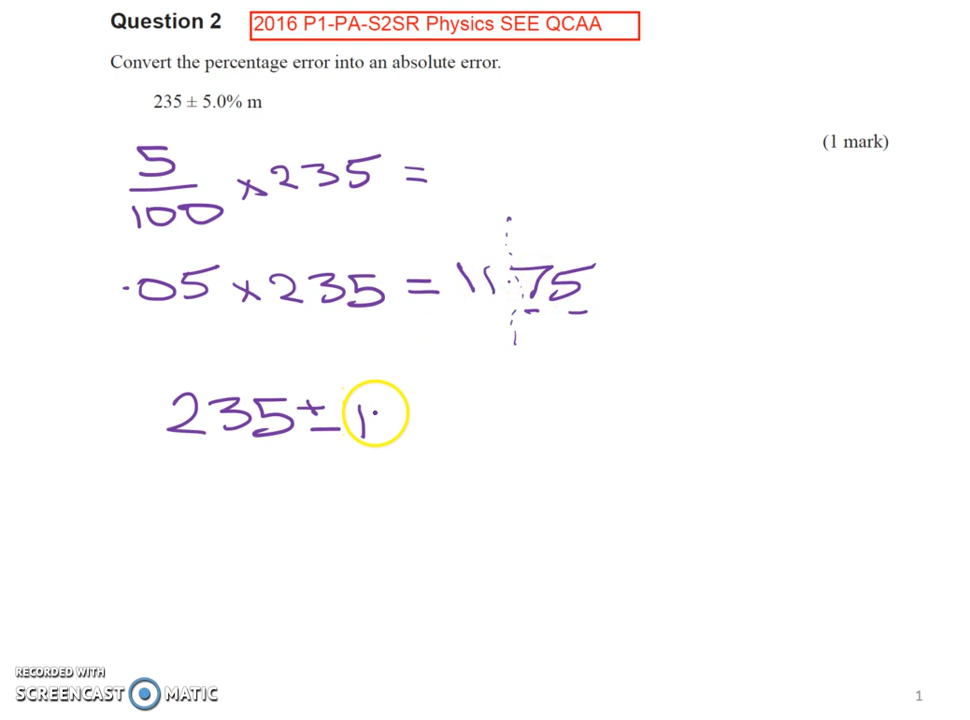 Question 2 2016 P1-PA-S2SR Physics SEE QCAA
Convert the percentage error into an absolute error.
235 ± 5.0% m
(1 mark)
5/100 × 235 =
.05 × 235 = 11.75
235 ± 1
RECORDED WITH
SCREENCAST MATIC
1